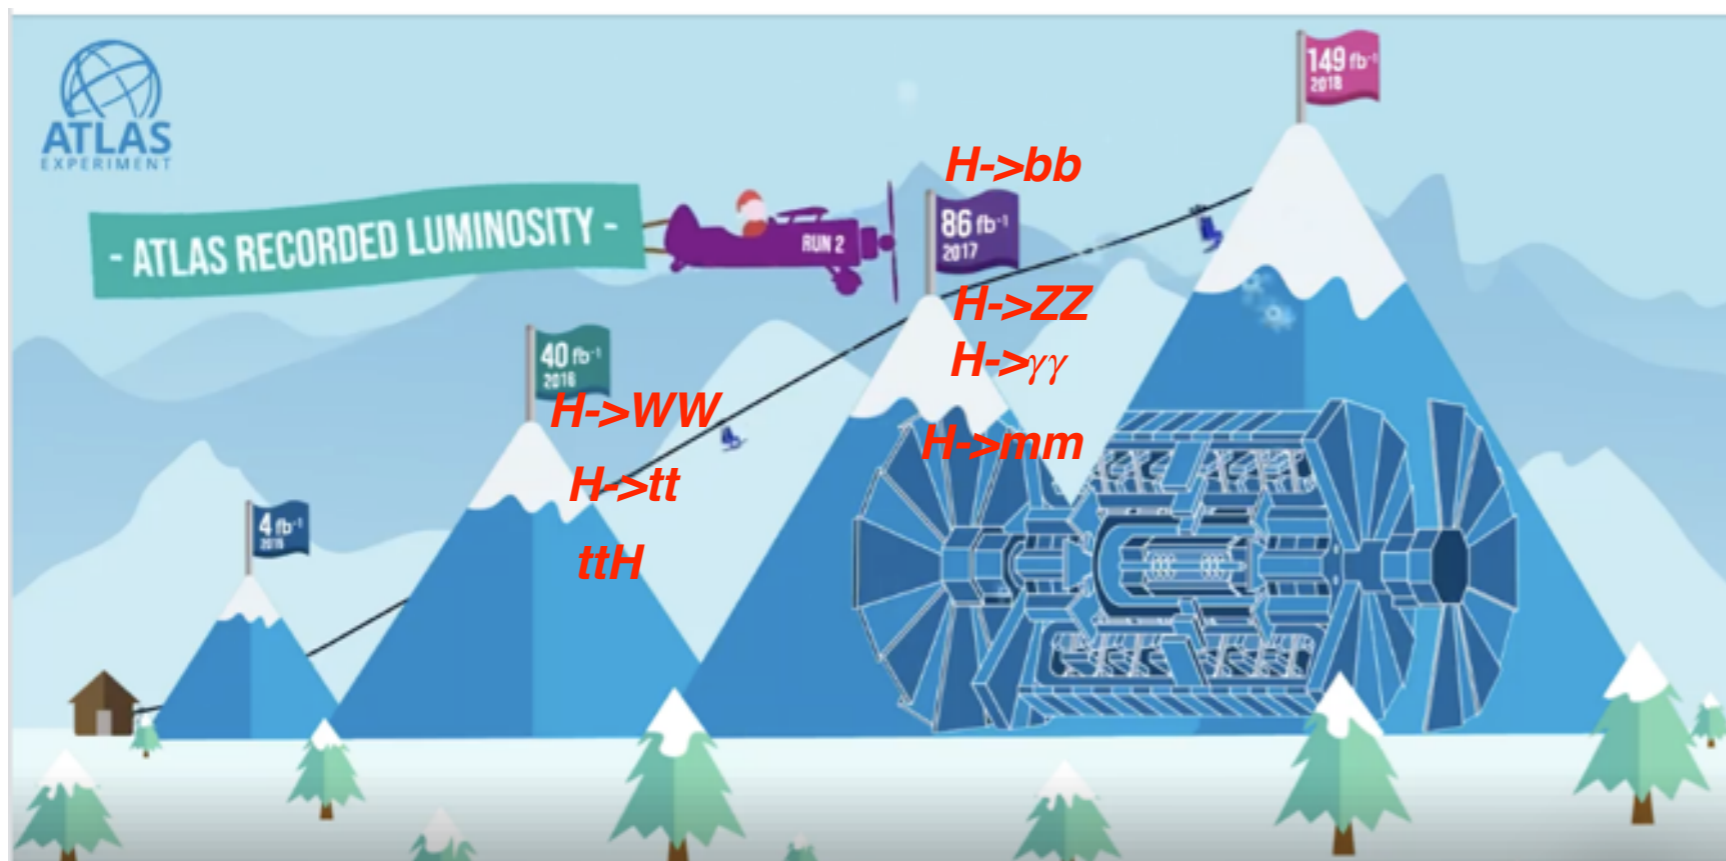 ATLAS
EXPERIMENT
- ATLAS RECORDED LUMINOSITY -
RUN 2
149 fb⁻¹
2018
H->bb
86 fb⁻¹
2017
H->ZZ
H->γγ
H->mm
40 fb⁻¹
2016
H->WW
H->tt
ttH
4 fb⁻¹
2015